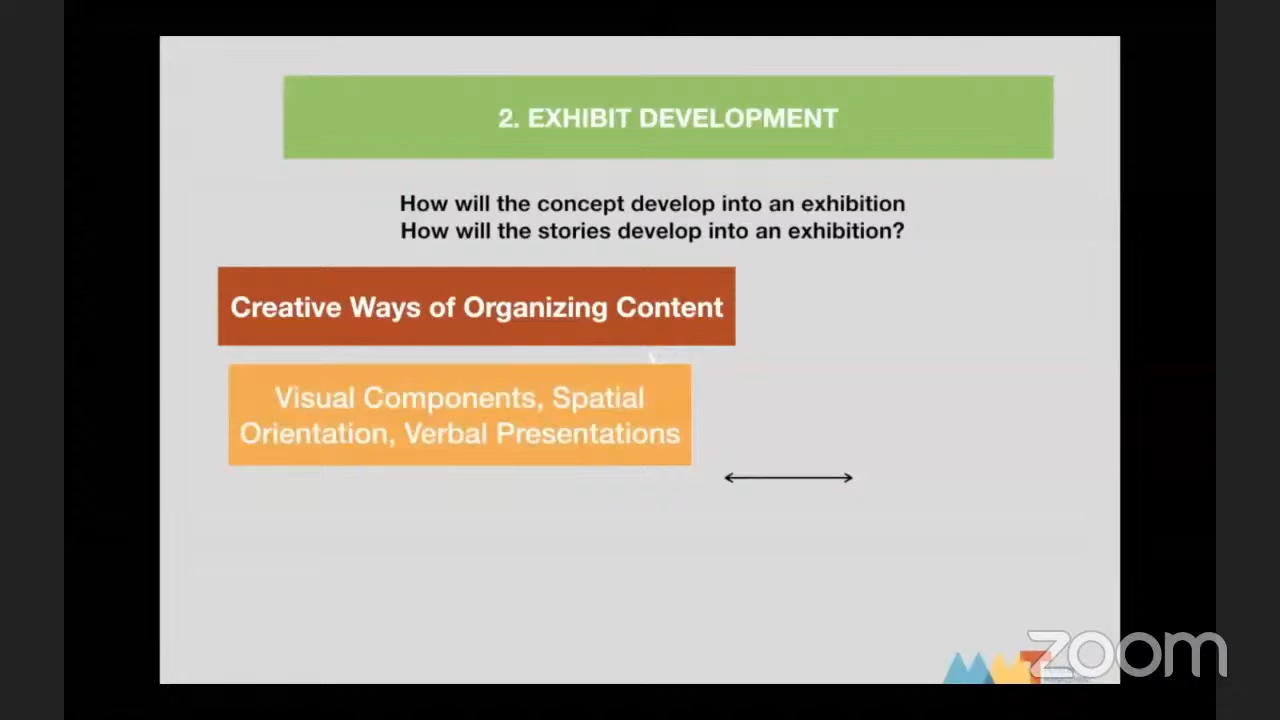 2. EXHIBIT DEVELOPMENT
How will the concept develop into an exhibition
How will the stories develop into an exhibition?
Creative Ways of Organizing Content
Visual Components, Spatial
Orientation, Verbal Presentations
zoom